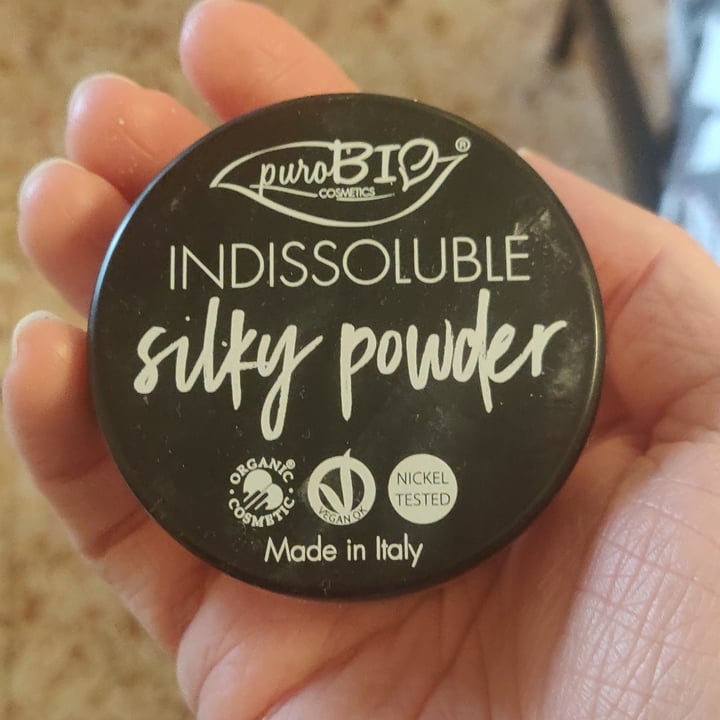 puroBIO®
COSMETICS
INDISSOLUBLE
silky powder
ORGANIC®
COSMETIC
VEGAN OK
NICKEL
TESTED
Made in Italy